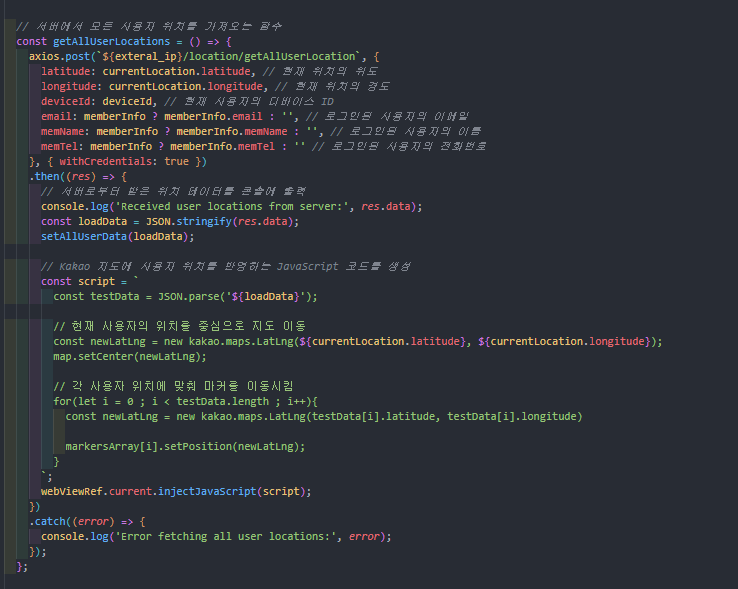 // 서버에서 모든 사용자 위치를 가져오는 함수
const getAllUserLocations = () => {
axios.post(`${exteral_ip}/location/getAllUserLocation`, {
latitude: currentLocation.latitude, // 현재 위치의 위도
longitude: currentLocation.longitude, // 현재 위치의 경도
deviceId: deviceId, // 현재 사용자의 디바이스 ID
email: memberInfo ? memberInfo.email : '', // 로그인된 사용자의 이메일
memName: memberInfo ? memberInfo.memName : '', // 로그인된 사용자의 이름
memTel: memberInfo ? memberInfo.memTel : '' // 로그인된 사용자의 전화번호
}, { withCredentials: true })
.then((res) => {
// 서버로부터 받은 위치 데이터를 콘솔에 출력
console.log('Received user locations from server:', res.data);
const loadData = JSON.stringify(res.data);
setAllUserData(loadData);
// Kakao 지도에 사용자 위치를 반영하는 JavaScript 코드를 생성
const script = `
const testData = JSON.parse('${loadData}');
// 현재 사용자의 위치를 중심으로 지도 이동
const newLatLng = new kakao.maps.LatLng(${currentLocation.latitude}, ${currentLocation.longitude});
map.setCenter(newLatLng);
// 각 사용자 위치에 맞춰 마커를 이동시킴
for(let i = 0 ; i < testData.length ; i++){
const newLatLng = new kakao.maps.LatLng(testData[i].latitude, testData[i].longitude)
markersArray[i].setPosition(newLatLng);
}
`;
webViewRef.current.injectJavaScript(script);
})
.catch((error) => {
console.log('Error fetching all user locations:', error);
});
};